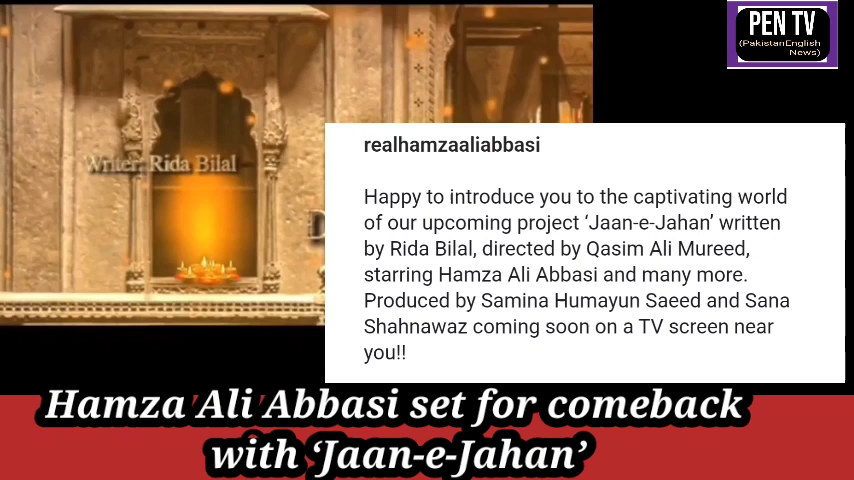 PEN TV
(PakistanEnglish
News)
Writer: Rida Bilal
D
realhamzaaliabbasi
Happy to introduce you to the captivating world
of our upcoming project ‘Jaan-e-Jahan’ written
by Rida Bilal, directed by Qasim Ali Mureed,
starring Hamza Ali Abbasi and many more.
Produced by Samina Humayun Saeed and Sana
Shahnawaz coming soon on a TV screen near
you!!
Hamza Ali Abbasi set for comeback
with ‘Jaan-e-Jahan’